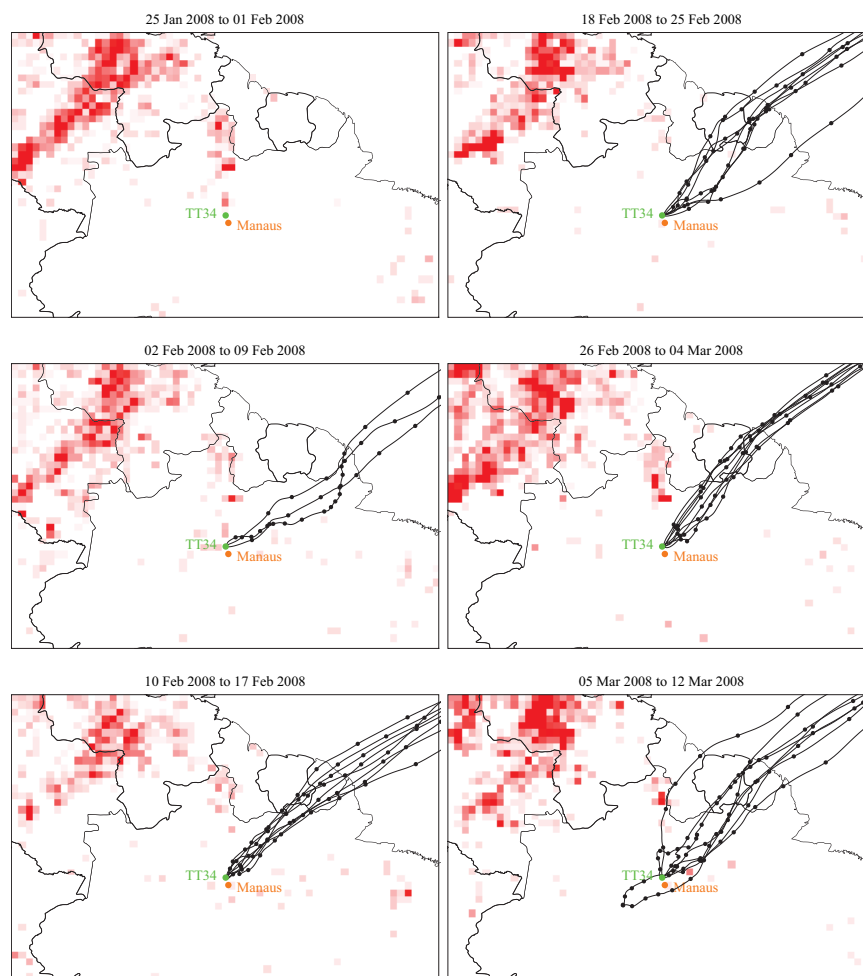 25 Jan 2008 to 01 Feb 2008
18 Feb 2008 to 25 Feb 2008
TT34
Manaus
TT34
Manaus
02 Feb 2008 to 09 Feb 2008
26 Feb 2008 to 04 Mar 2008
TT34
Manaus
TT34
Manaus
10 Feb 2008 to 17 Feb 2008
05 Mar 2008 to 12 Mar 2008
TT34
Manaus
TT34
Manaus